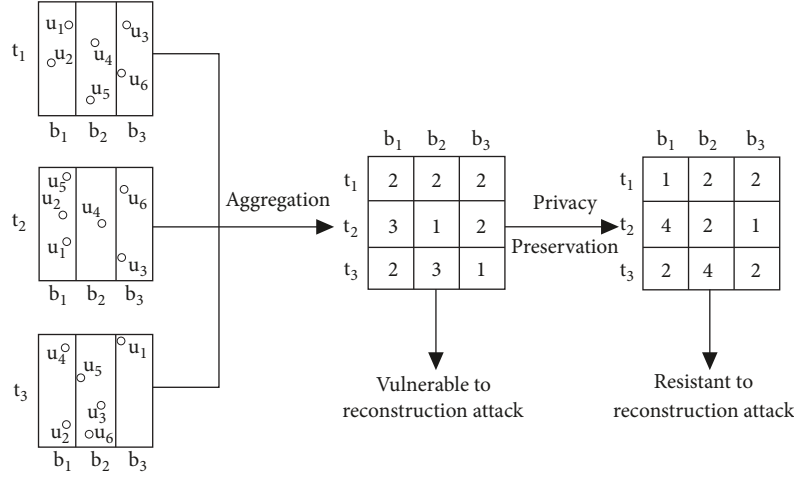 t1
u1
u2
u4
u5
u3
u6
b1 b2 b3
t2
u5
u2
u1
u4
u6
u3
b1 b2 b3
t3
u4
u2
u5
u3
u6
u1
b1 b2 b3
Aggregation
b1 b2 b3
t1 2 2 2
t2 3 1 2
t3 2 3 1
Vulnerable to
reconstruction attack
Privacy
Preservation
b1 b2 b3
t1 1 2 2
t2 4 2 1
t3 2 4 2
Resistant to
reconstruction attack